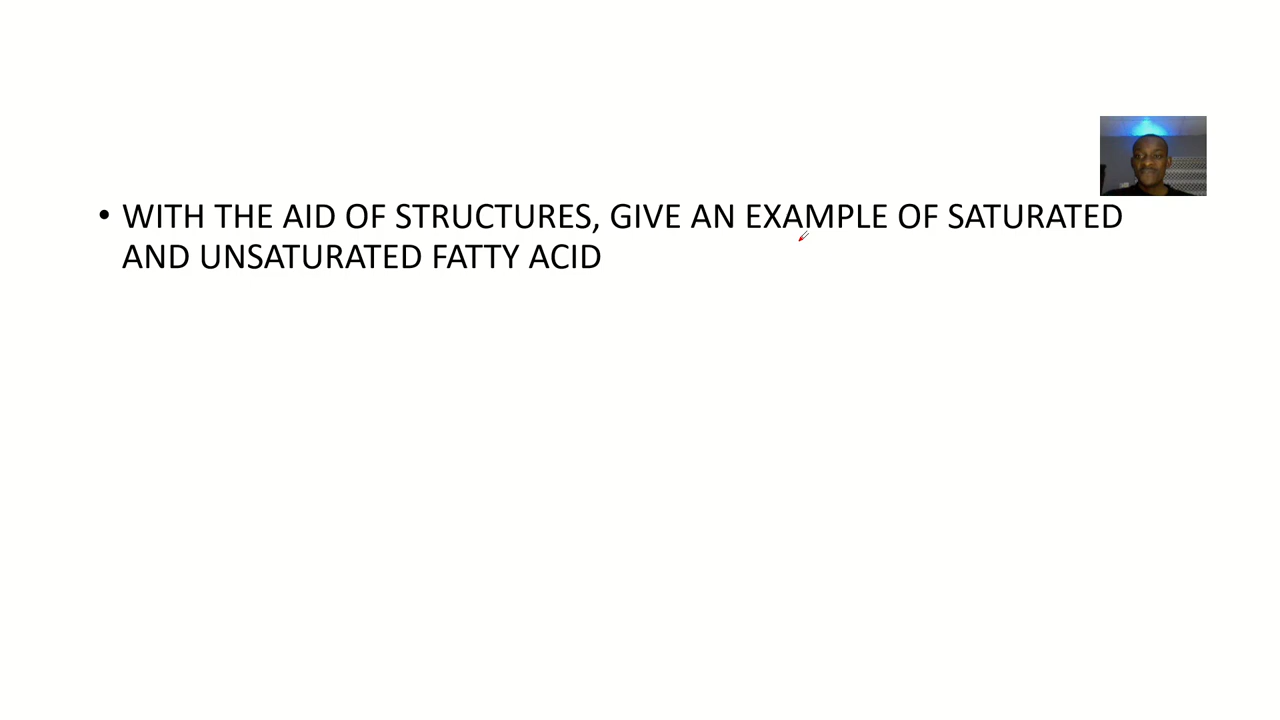 • WITH THE AID OF STRUCTURES, GIVE AN EXAMPLE OF SATURATED
AND UNSATURATED FATTY ACID